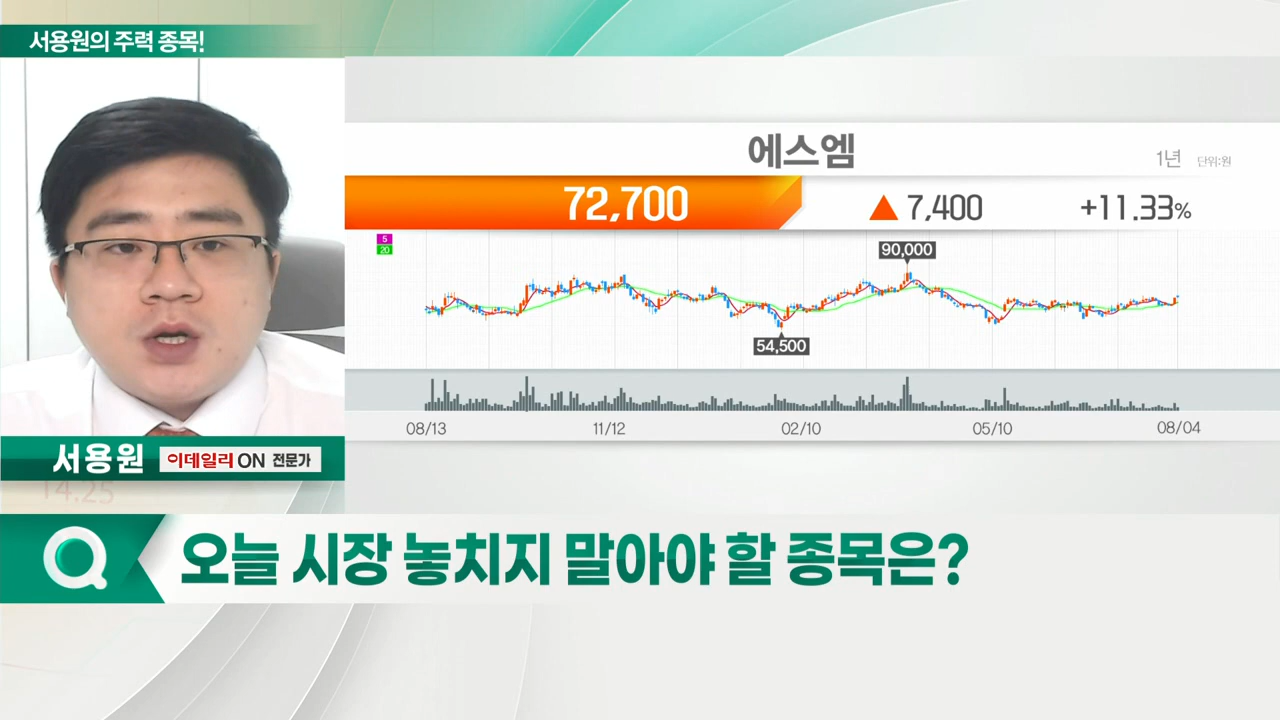 서용원의 주력 종목!
에스엠
1년 단위:원
72,700 ▲ 7,400 +11.33%
5
20
90,000
54,500
08/13 11/12 02/10 05/10 08/04
서용원 이데일리 ON 전문가
14.25
Q 오늘 시장 놓치지 말아야 할 종목은?